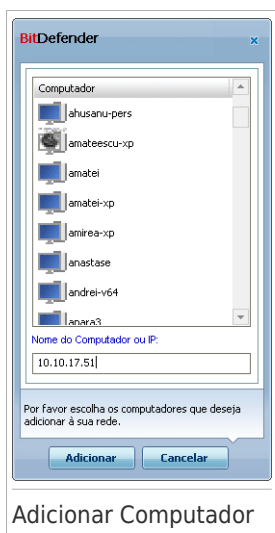 BitDefender
Computador
ahusanu-pers
amateescu-xp
amatei
amatei-xp
amirea-xp
anastase
andrei-v64
anara3
Nome do Computador ou IP:
10.10.17.51
Por favor escolha os computadores que deseja
adicionar à sua rede.
Adicionar Cancelar
Adicionar Computador